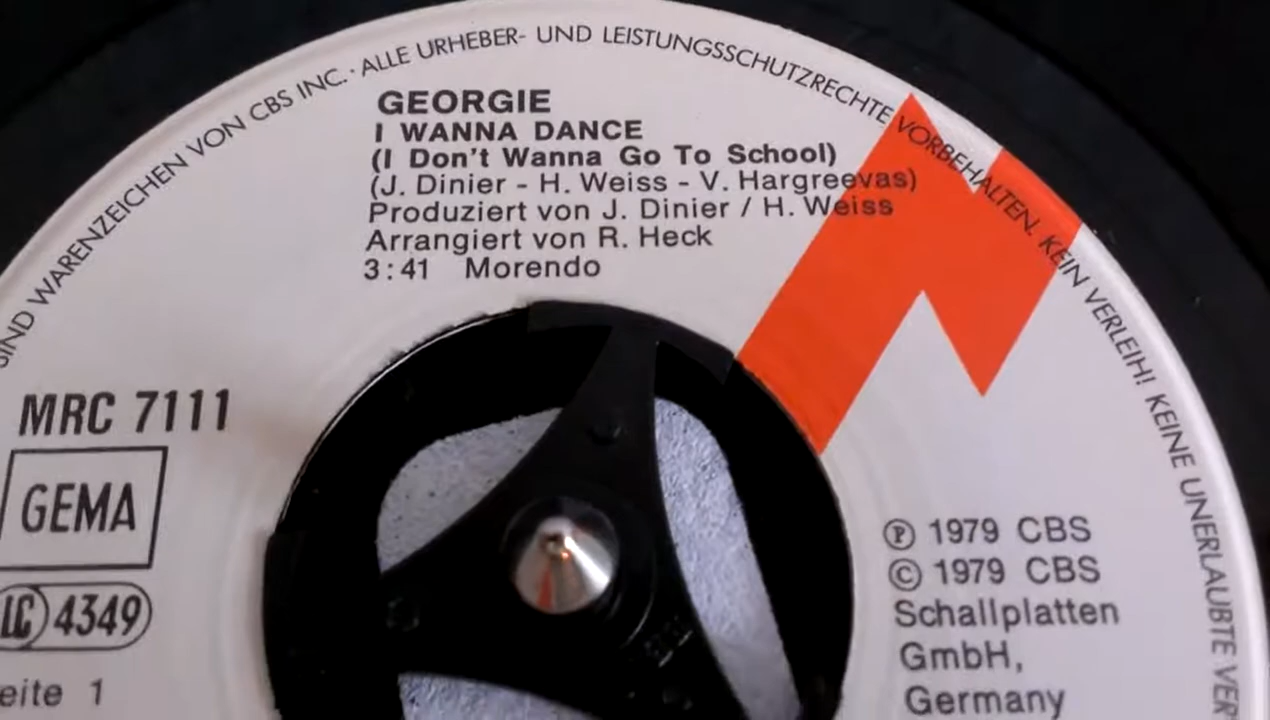 SIND WARENZEICHEN VON CBS INC. · ALLE URHEBER- UND LEISTUNGSSCHUTZRECHTE VORBEHALTEN. KEIN VERLEIH! KEINE UNERLAUBTE VER
GEORGIE
I WANNA DANCE
(I Don't Wanna Go To School)
(J. Dinier - H. Weiss - V. Hargreevas)
Produziert von J. Dinier / H. Weiss
Arrangiert von R. Heck
3:41 Morendo
MRC 7111
GEMA
LC 4349
eite 1
Ⓟ 1979 CBS
© 1979 CBS
Schallplatten
GmbH,
Germany